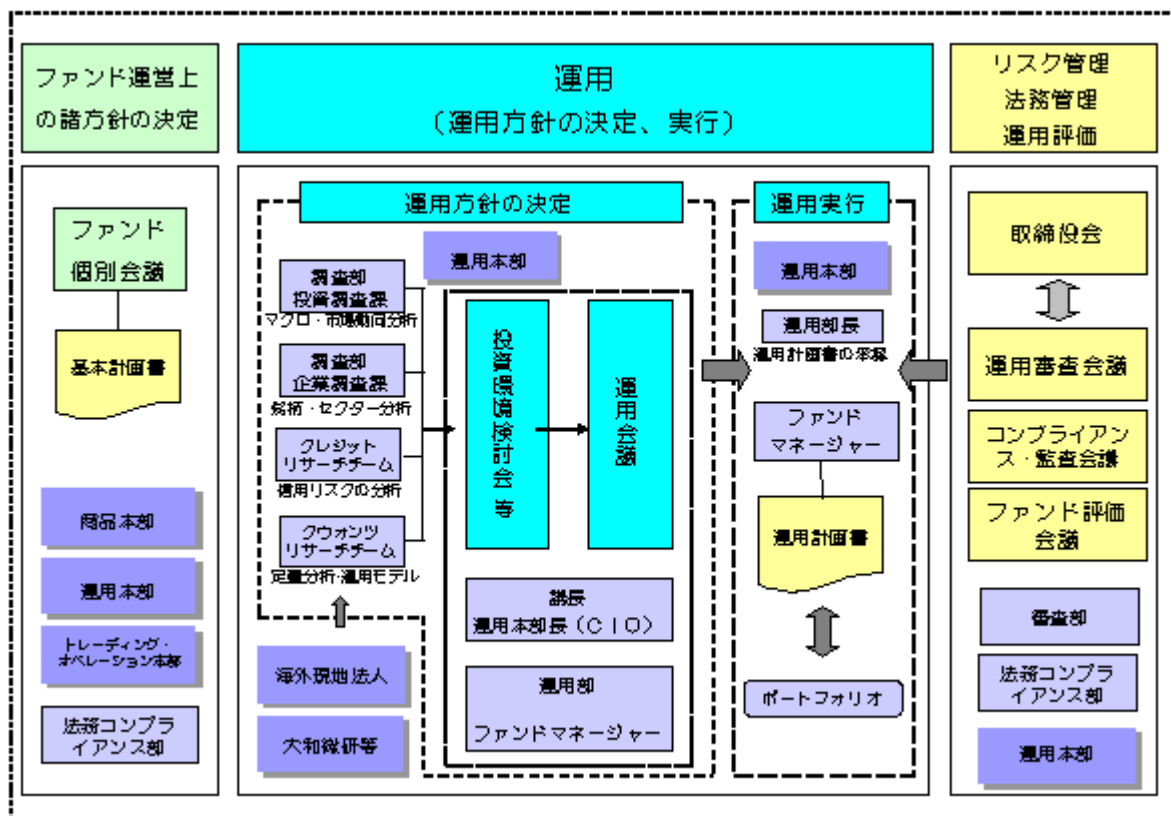 ファンド運営上
の諸方針の決定
運用
(運用方針の決定、実行)
リスク管理
法務管理
運用評価
ファンド
個別会議
基本計画書
商品本部
運用本部
トレーディング・
オペレーション本部
法務コンプラ
イアンス部
運用方針の決定
運用本部
調査部
投資調査課
マクロ・市場動向分析
調査部
企業調査課
銘柄・セクター分析
クレジット
リサーチチーム
信用リスクの分析
クウォンツ
リサーチチーム
定量分析・運用モデル
海外現地法人
大和総研等
投資環境検討会 等
運用会議
議長
運用本部長(CIO)
運用部
ファンドマネージャー
運用実行
運用本部
運用部長
運用計画書の承認
ファンド
マネージャー
運用計画書
ポートフォリオ
取締役会
運用審査会議
コンプライアン
ス・監査会議
ファンド評価
会議
審査部
法務コンプラ
イアンス部
運用本部